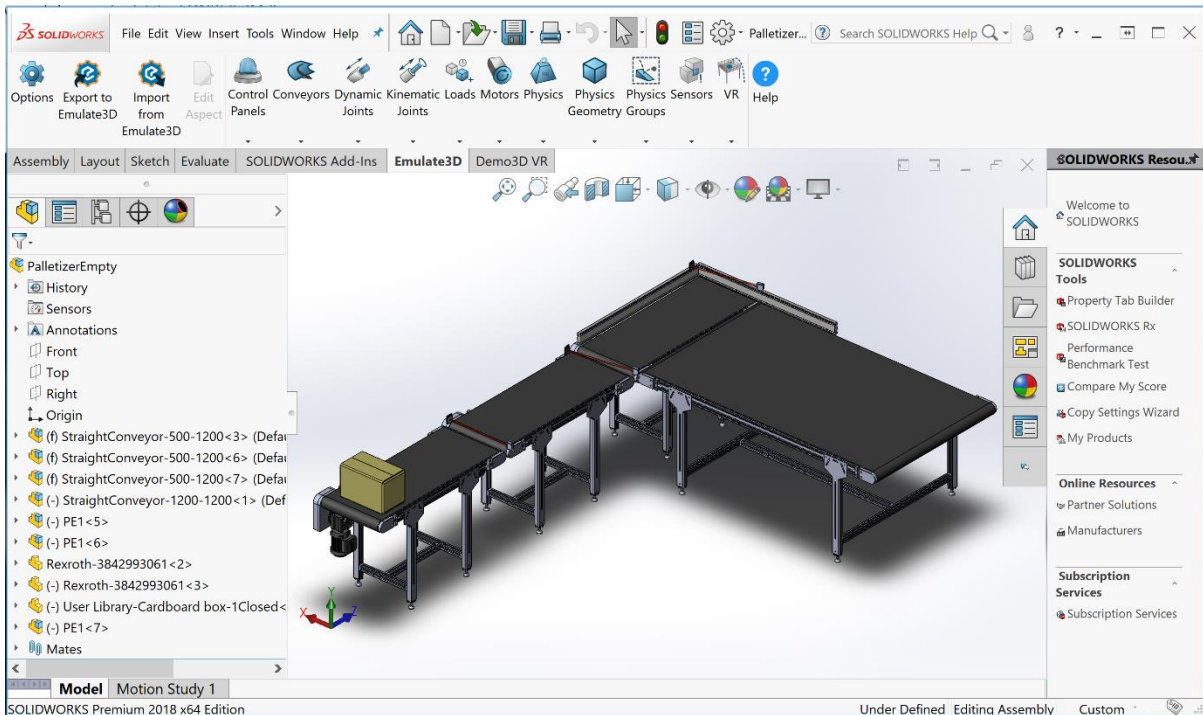 SOLIDWORKS File Edit View Insert Tools Window Help Palletizer... Search SOLIDWORKS Help ?
Options Export to Import Edit Control Conveyors Dynamic Kinematic Loads Motors Physics Physics Physics Sensors VR Help
Emulate3D from Aspect Panels Joints Joints Geometry Groups
Emulate3D
Assembly Layout Sketch Evaluate SOLIDWORKS Add-Ins Emulate3D Demo3D VR
SOLIDWORKS Resou..
PalletizerEmpty
History
Sensors
A Annotations
Front
Top
Right
Origin
(f) StraightConveyor-500-1200<3> (Defau
(f) StraightConveyor-500-1200<6> (Defau
(f) StraightConveyor-500-1200<7> (Defau
(-) StraightConveyor-1200-1200<1> (Def
(-) PE1<5>
(-) PE1<6>
Rexroth-3842993061<2>
(-) Rexroth-3842993061<3>
(-) User Library-Cardboard box-1Closed<
(-) PE1<7>
Mates
X Y Z
Welcome to
SOLIDWORKS
SOLIDWORKS
Tools
Property Tab Builder
SOLIDWORKS Rx
Performance
Benchmark Test
Compare My Score
Copy Settings Wizard
My Products
Online Resources
Partner Solutions
Manufacturers
Subscription
Services
Subscription Services
Model Motion Study 1
SOLIDWORKS Premium 2018 x64 Edition Under Defined Editing Assembly Custom